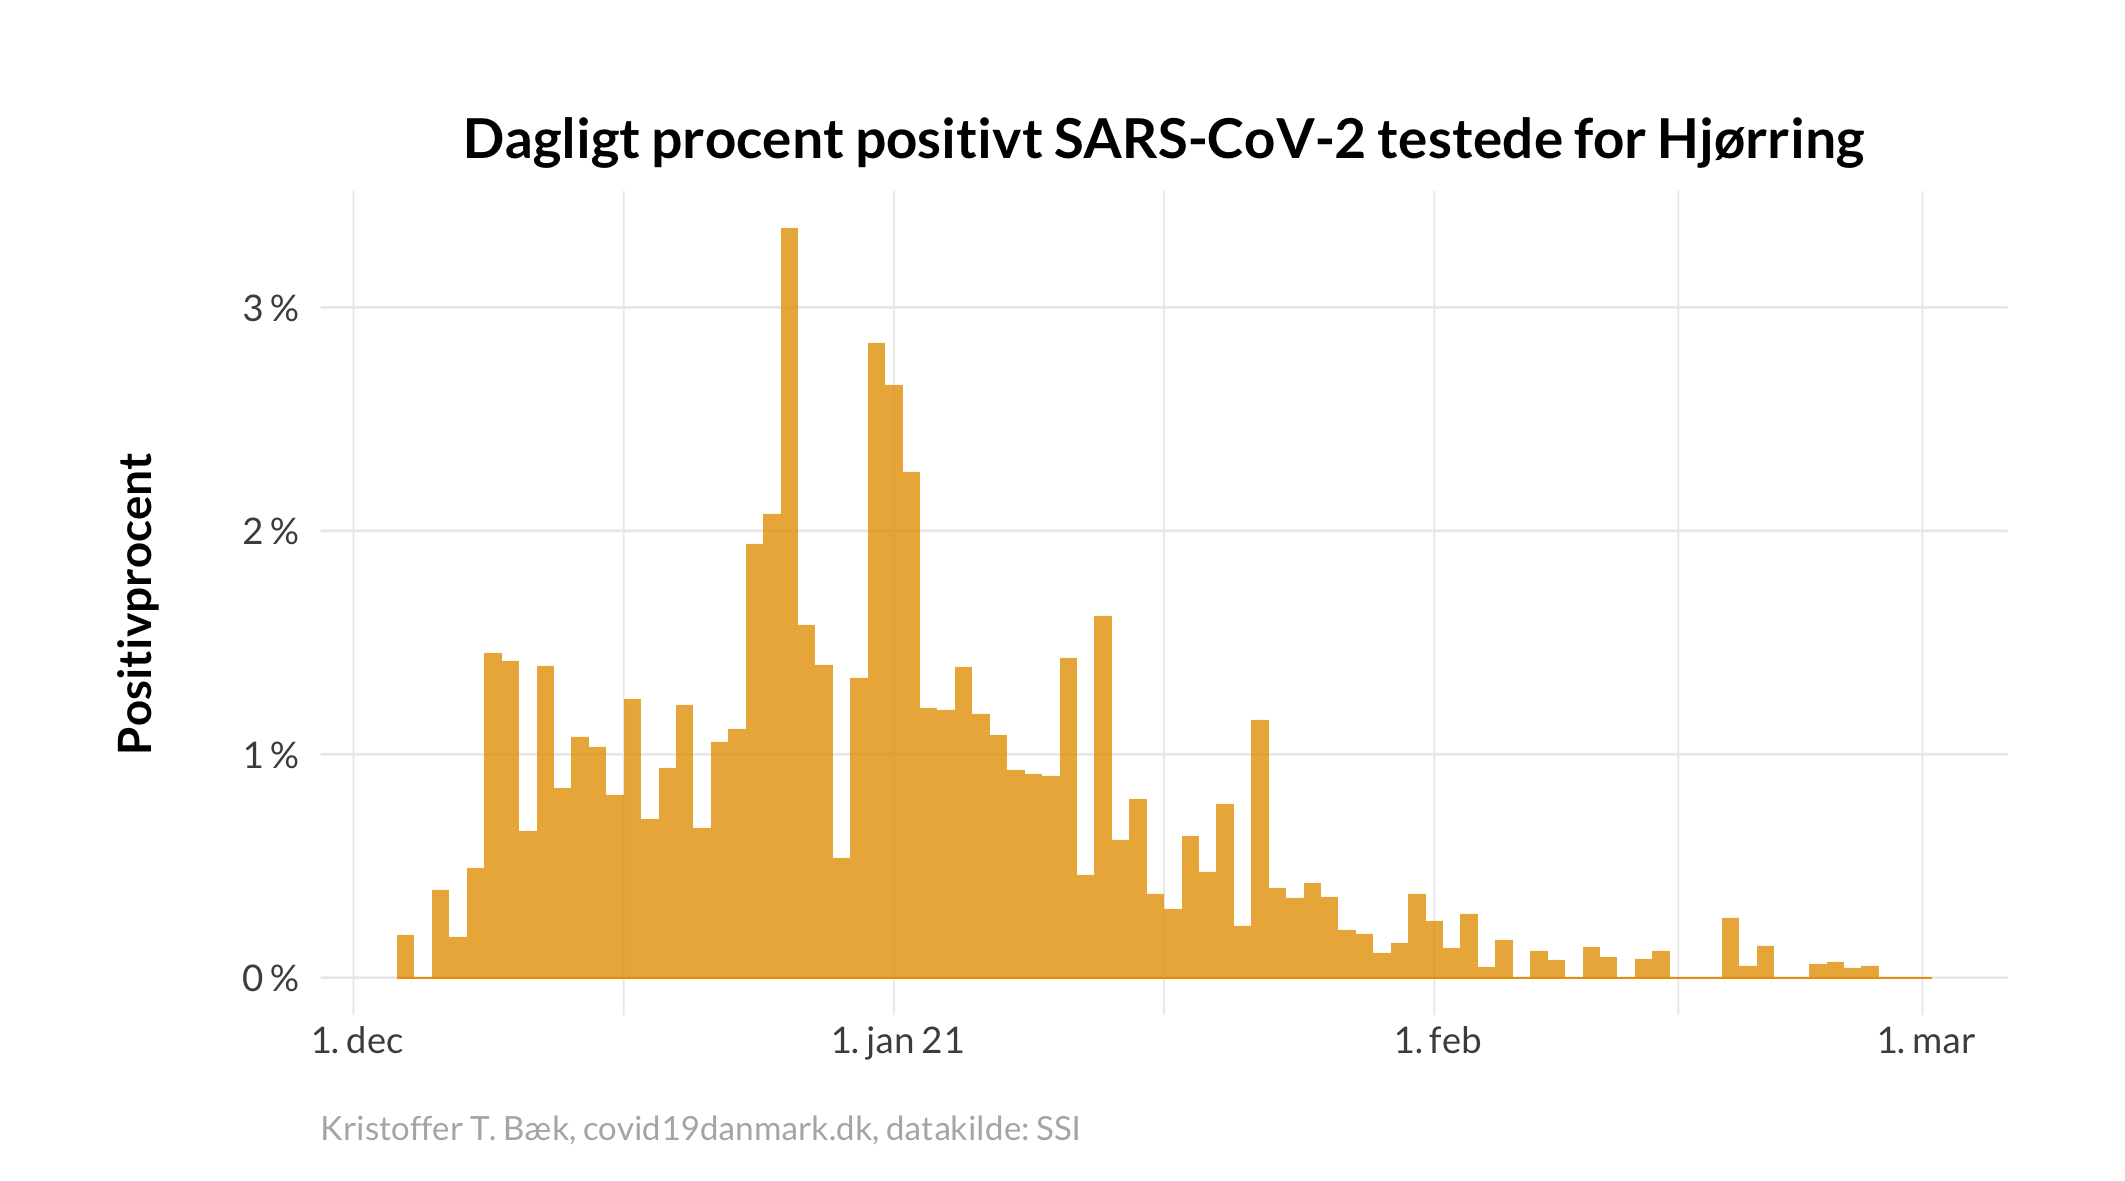 Dagligt procent positivt SARS-CoV-2 testede for Hjørring
Positivprocent
3 %
2 %
1 %
0 %
1. dec
1. jan 21
1. feb
1. mar
Kristoffer T. Bæk, covid19danmark.dk, datakilde: SSI